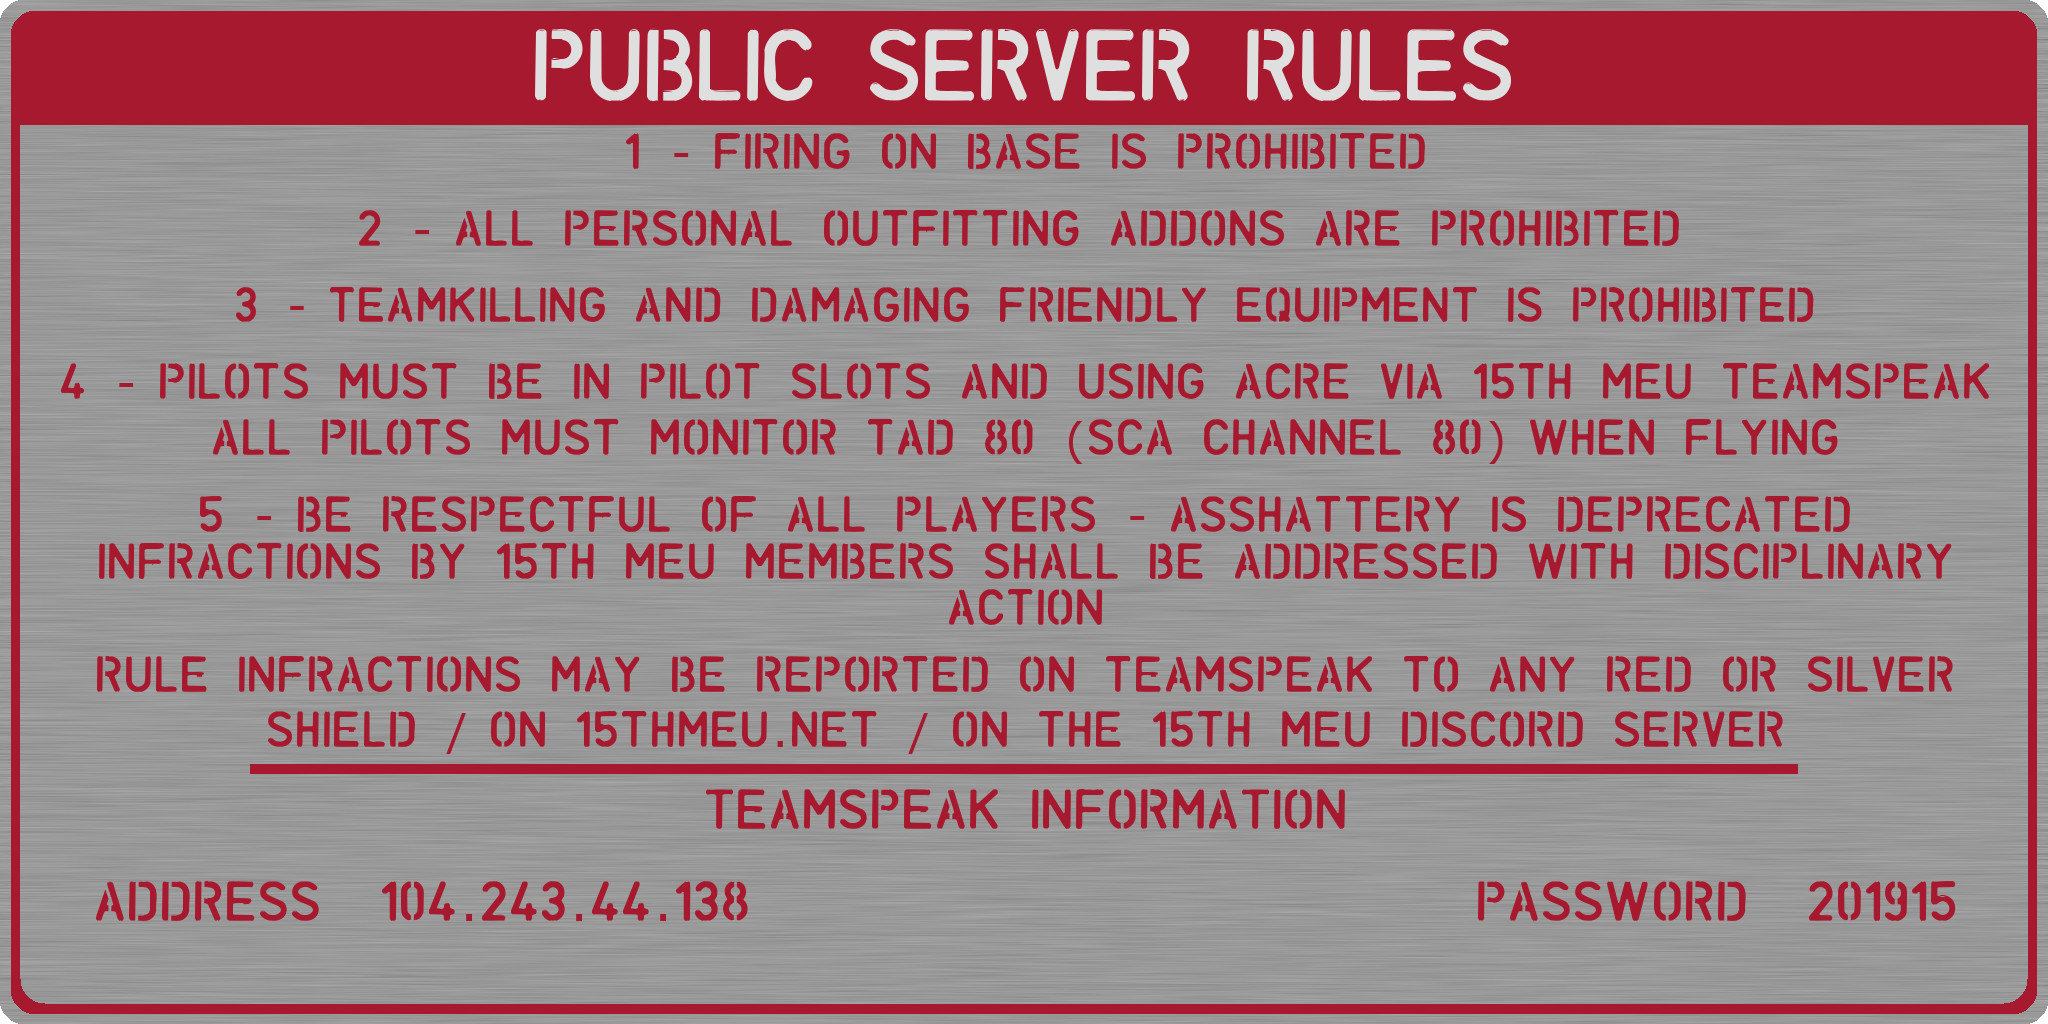 PUBLIC SERVER RULES
1 - FIRING ON BASE IS PROHIBITED
2 - ALL PERSONAL OUTFITTING ADDONS ARE PROHIBITED
3 - TEAMKILLING AND DAMAGING FRIENDLY EQUIPMENT IS PROHIBITED
4 - PILOTS MUST BE IN PILOT SLOTS AND USING ACRE VIA 15TH MEU TEAMSPEAK
ALL PILOTS MUST MONITOR TAD 80 (SCA CHANNEL 80) WHEN FLYING
5 - BE RESPECTFUL OF ALL PLAYERS - ASSHATTERY IS DEPRECATED
INFRACTIONS BY 15TH MEU MEMBERS SHALL BE ADDRESSED WITH DISCIPLINARY
ACTION
RULE INFRACTIONS MAY BE REPORTED ON TEAMSPEAK TO ANY RED OR SILVER
SHIELD / ON 15THMEU.NET / ON THE 15TH MEU DISCORD SERVER
TEAMSPEAK INFORMATION
ADDRESS 104.243.44.138 PASSWORD 201915